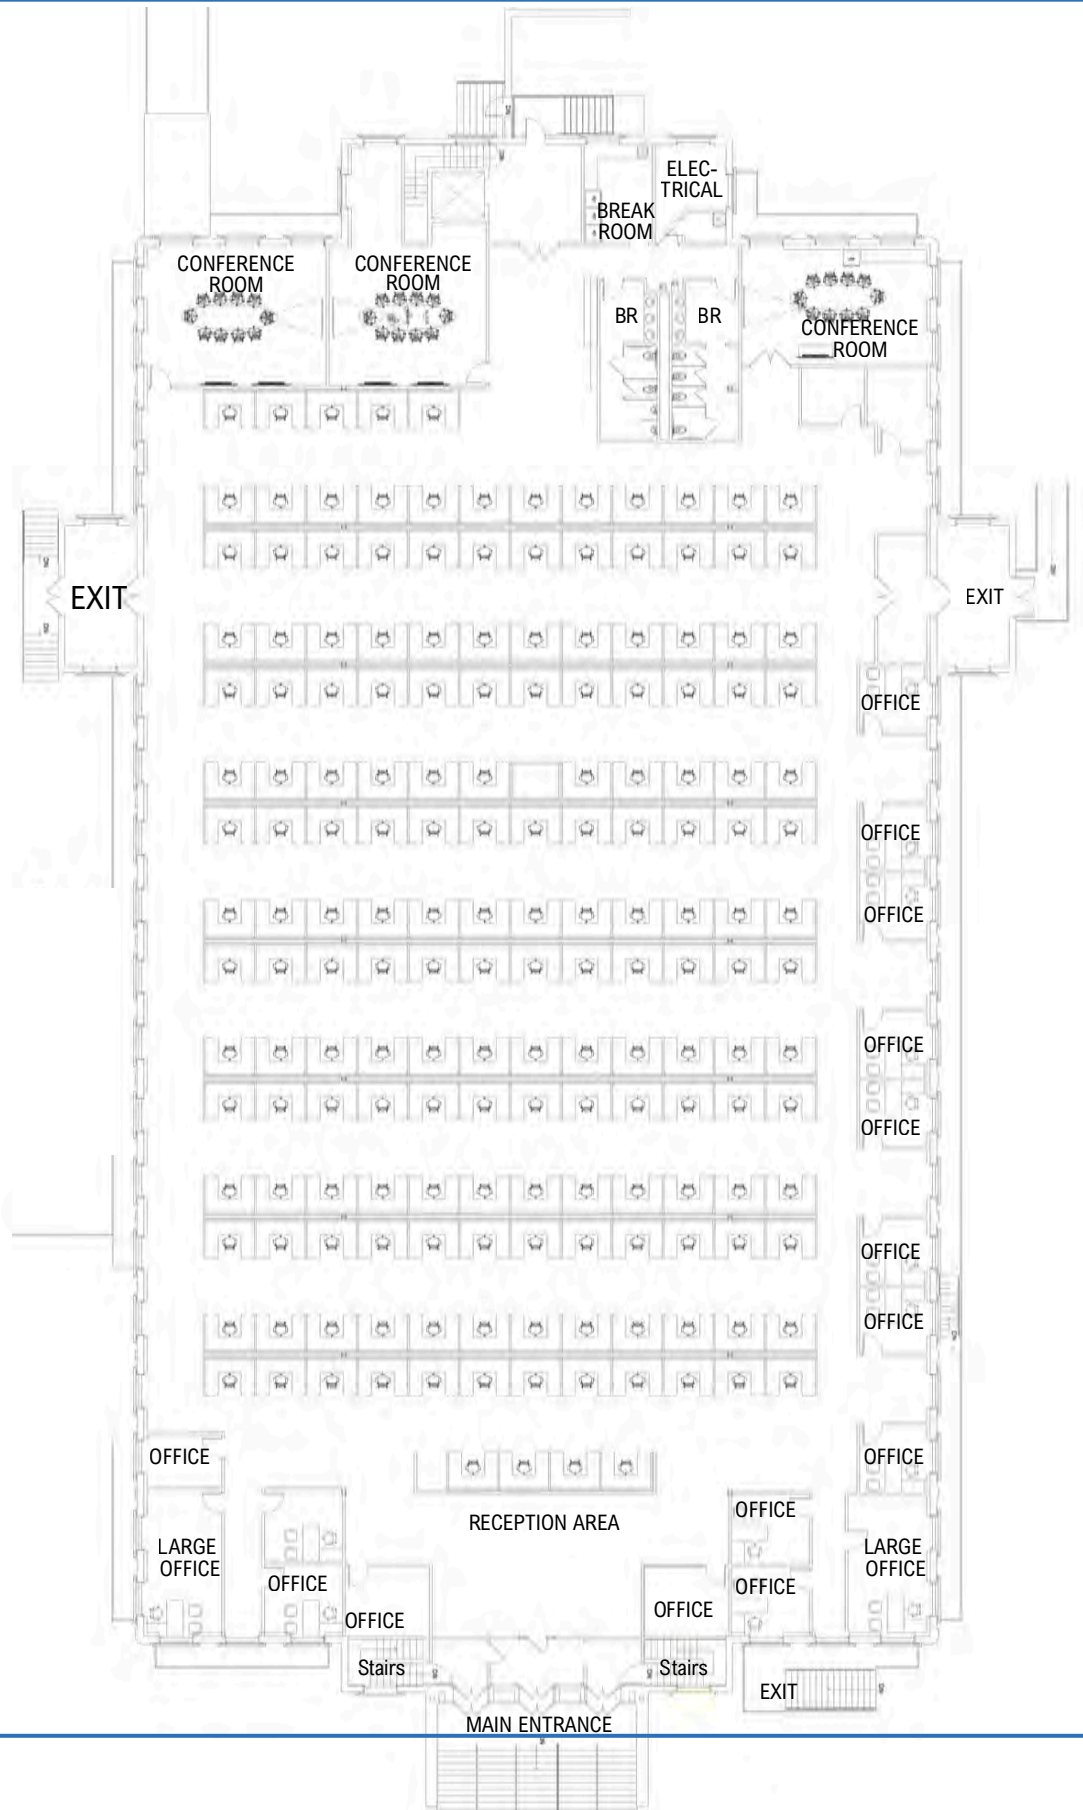 ELEC-
TRICAL
BREAK
ROOM
CONFERENCE
ROOM
CONFERENCE
ROOM
BR
BR
CONFERENCE
ROOM
EXIT
EXIT
OFFICE
OFFICE
OFFICE
OFFICE
OFFICE
OFFICE
OFFICE
OFFICE
OFFICE
OFFICE
RECEPTION AREA
LARGE
OFFICE
OFFICE
OFFICE
OFFICE
OFFICE
LARGE
OFFICE
Stairs
Stairs
EXIT
MAIN ENTRANCE